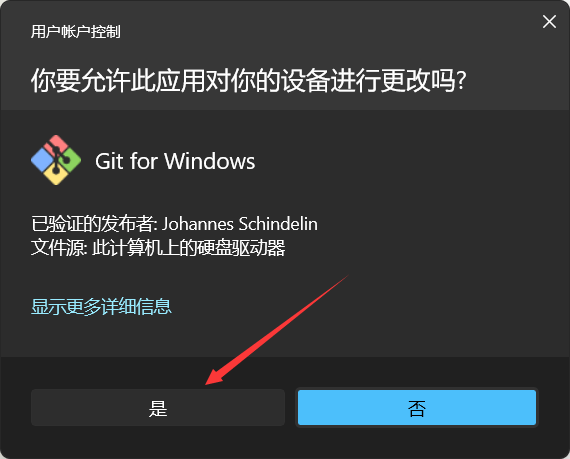 用户帐户控制
你要允许此应用对你的设备进行更改吗?
Git for Windows
已验证的发布者: Johannes Schindelin
文件源: 此计算机上的硬盘驱动器
显示更多详细信息
是
否